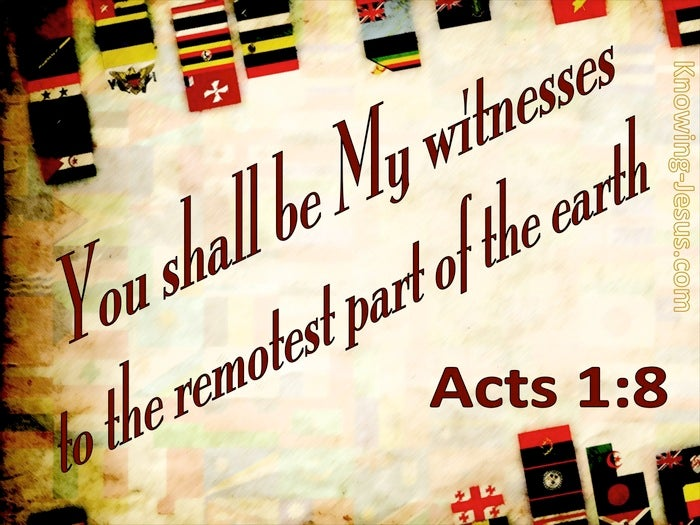 You shall be My witnesses
to the remotest part of the earth
Acts 1:8
Knowing-Jesus.com